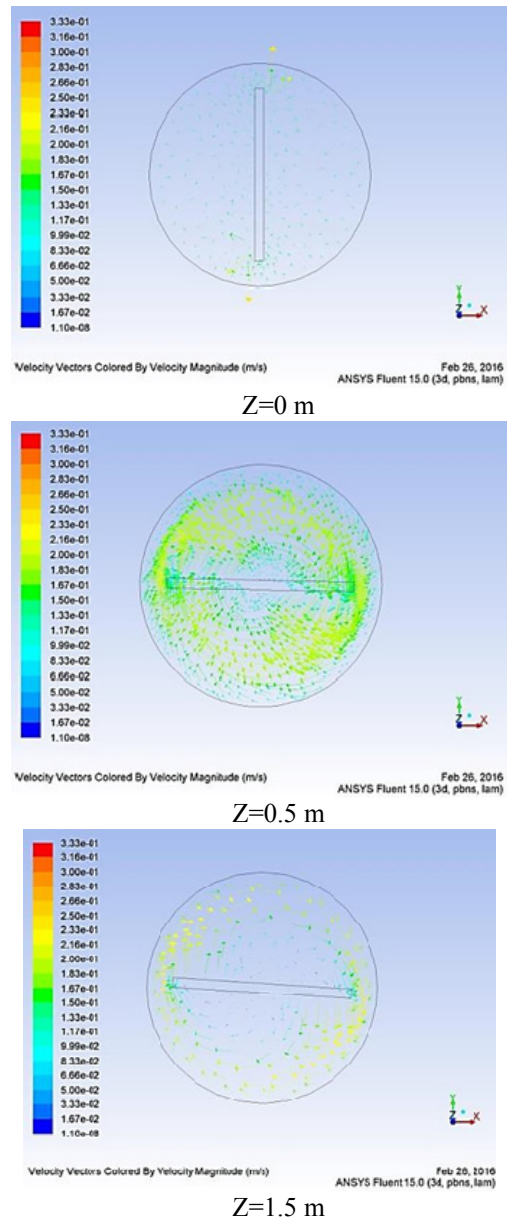 3.33e-01
3.16e-01
3.00e-01
2.83e-01
2.66e-01
2.50e-01
2.33e-01
2.16e-01
2.00e-01
1.83e-01
1.67e-01
1.50e-01
1.33e-01
1.17e-01
9.99e-02
8.33e-02
6.66e-02
5.00e-02
3.33e-02
1.67e-02
1.10e-08
Y
Z X
Velocity Vectors Colored By Velocity Magnitude (m/s)
Feb 26, 2016
ANSYS Fluent 15.0 (3d, pbns, lam)
Z=0 m
3.33e-01
3.16e-01
3.00e-01
2.83e-01
2.66e-01
2.50e-01
2.33e-01
2.16e-01
2.00e-01
1.83e-01
1.67e-01
1.50e-01
1.33e-01
1.17e-01
9.99e-02
8.33e-02
6.66e-02
5.00e-02
3.33e-02
1.67e-02
1.10e-08
Y
Z X
Velocity Vectors Colored By Velocity Magnitude (m/s)
Feb 26, 2016
ANSYS Fluent 15.0 (3d, pbns, lam)
Z=0.5 m
3.33e-01
3.16e-01
3.00e-01
2.83e-01
2.66e-01
2.50e-01
2.33e-01
2.16e-01
2.00e-01
1.83e-01
1.67e-01
1.50e-01
1.33e-01
1.17e-01
9.99e-02
8.33e-02
6.66e-02
5.00e-02
3.33e-02
1.67e-02
1.10e-08
Y
Z X
Velocity Vectors Colored By Velocity Magnitude (m/s)
Feb 26, 2016
ANSYS Fluent 15.0 (3d, pbns, lam)
Z=1.5 m